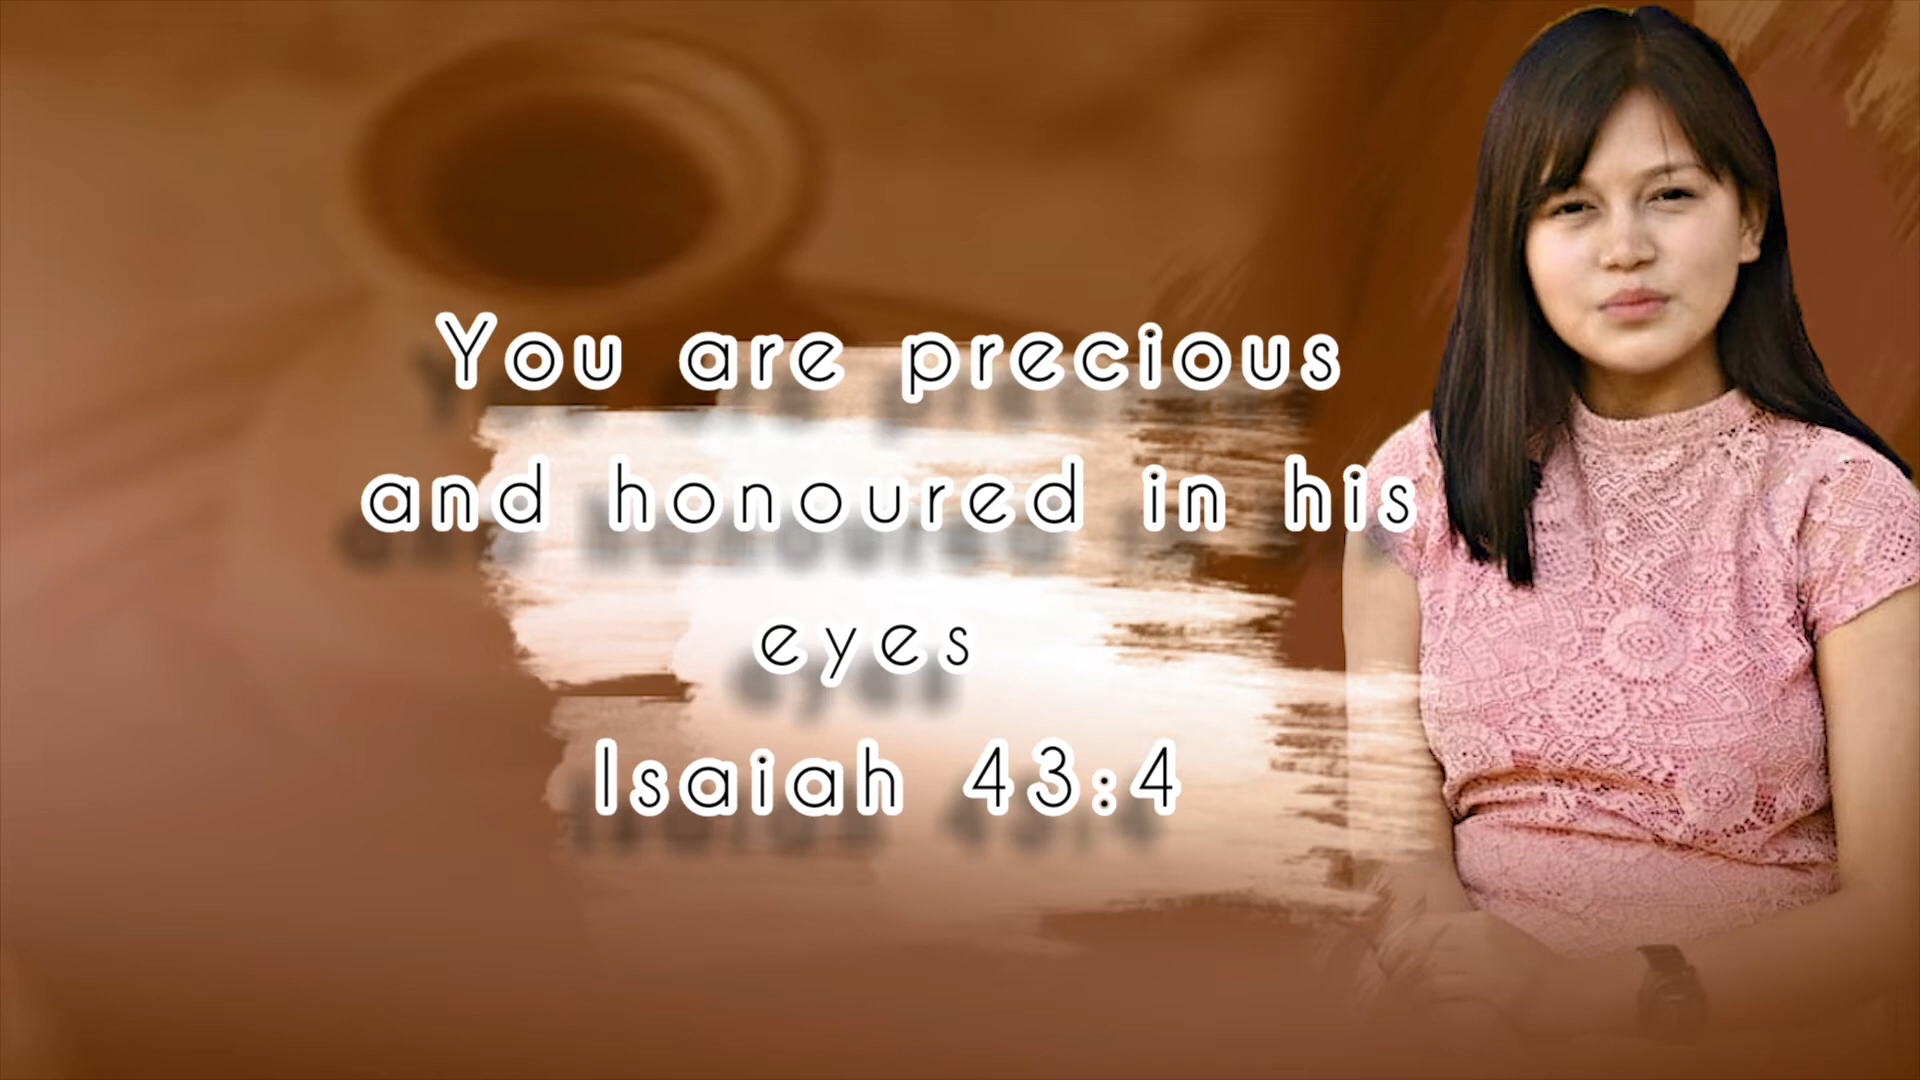 You are precious
and honoured in his
eyes
Isaiah 43:4